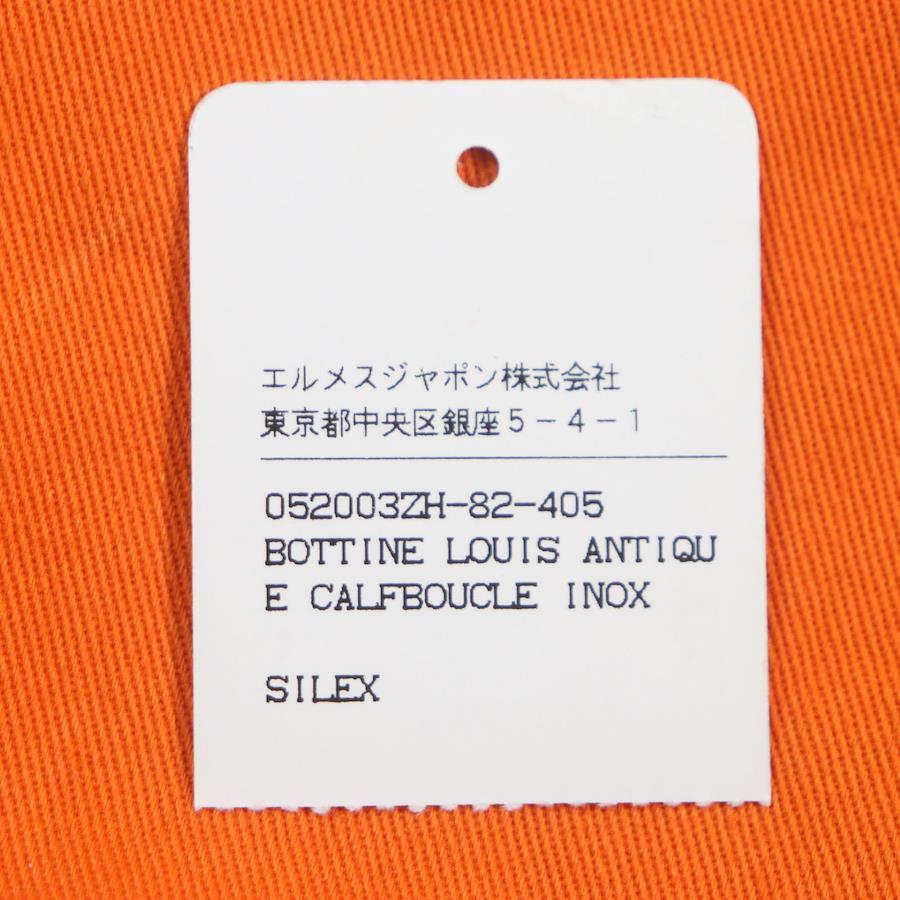 エルメスジャポン株式会社
東京都中央区銀座５－４－１
052003ZH-82-405
BOTTINE LOUIS ANTIQU
E CALFBOUCLE INOX
SILEX